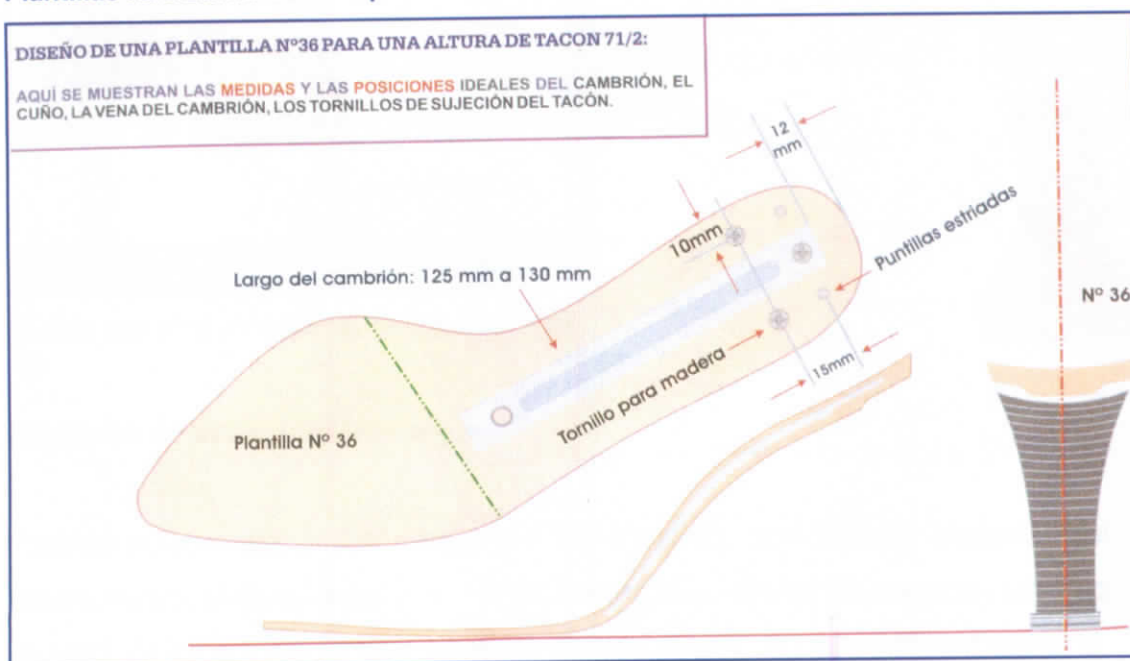 DISEÑO DE UNA PLANTILLA Nº36 PARA UNA ALTURA DE TACON 71/2:
AQUÍ SE MUESTRAN LAS MEDIDAS Y LAS POSICIONES IDEALES DEL CAMBRIÓN, EL
CUÑO, LA VENA DEL CAMBRIÓN, LOS TORNILLOS DE SUJECIÓN DEL TACÓN.
12
mm
10mm
Puntillas estriadas
Largo del cambrión: 125 mm a 130 mm
Nº 36
15mm
Tornillo para madera
Plantilla Nº 36